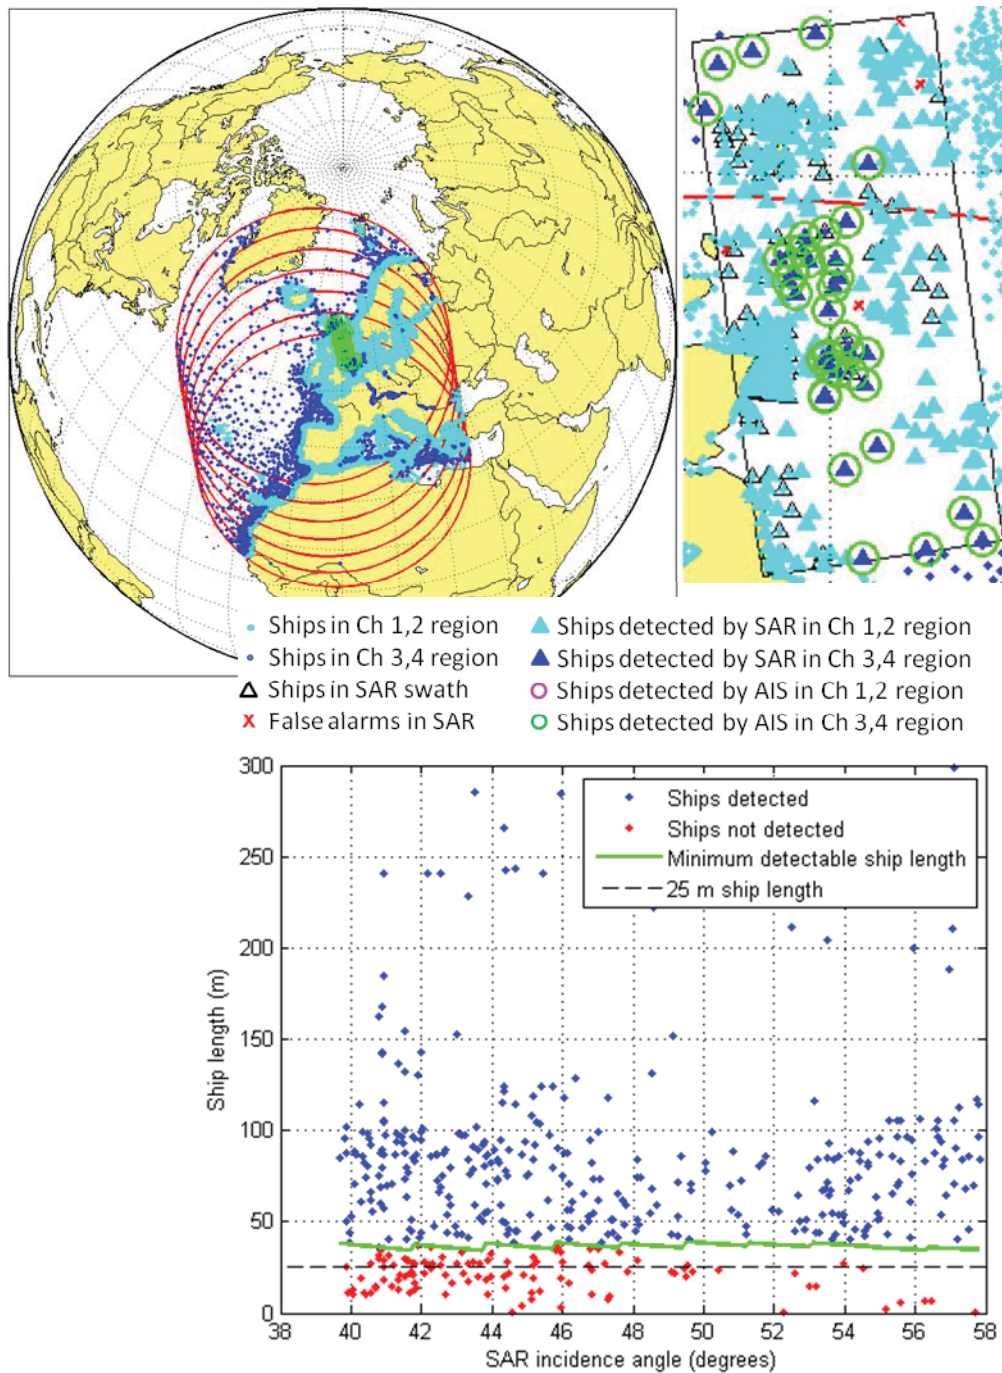 Ships in Ch 1,2 region
Ships in Ch 3,4 region
Ships in SAR swath
False alarms in SAR
Ships detected by SAR in Ch 1,2 region
Ships detected by SAR in Ch 3,4 region
Ships detected by AIS in Ch 1,2 region
Ships detected by AIS in Ch 3,4 region
Ships detected
Ships not detected
Minimum detectable ship length
25 m ship length
Ship length (m)
300
250
200
150
100
50
0
38 40 42 44 46 48 50 52 54 56 58
SAR incidence angle (degrees)